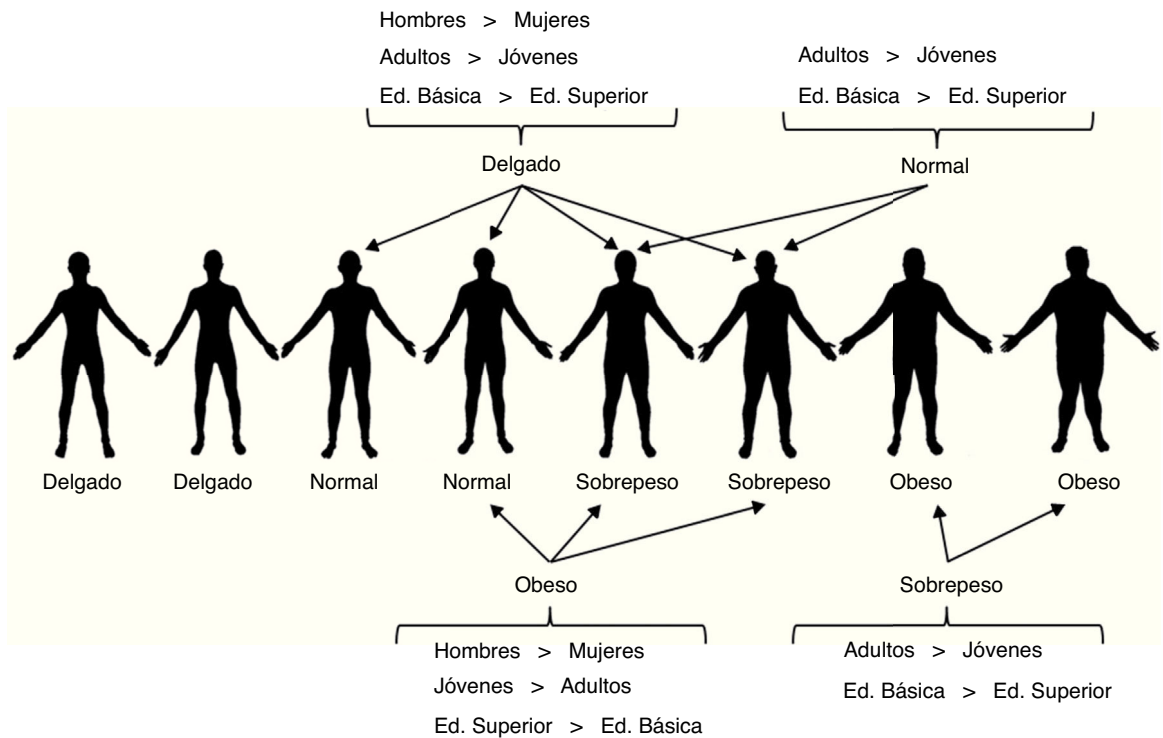 Hombres > Mujeres
Adultos > Jóvenes
Ed. Básica > Ed. Superior
Adultos > Jóvenes
Ed. Básica > Ed. Superior
Delgado
Normal
Delgado
Delgado
Normal
Normal
Sobrepeso
Sobrepeso
Obeso
Obeso
Obeso
Sobrepeso
Hombres > Mujeres
Jóvenes > Adultos
Ed. Superior > Ed. Básica
Adultos > Jóvenes
Ed. Básica > Ed. Superior